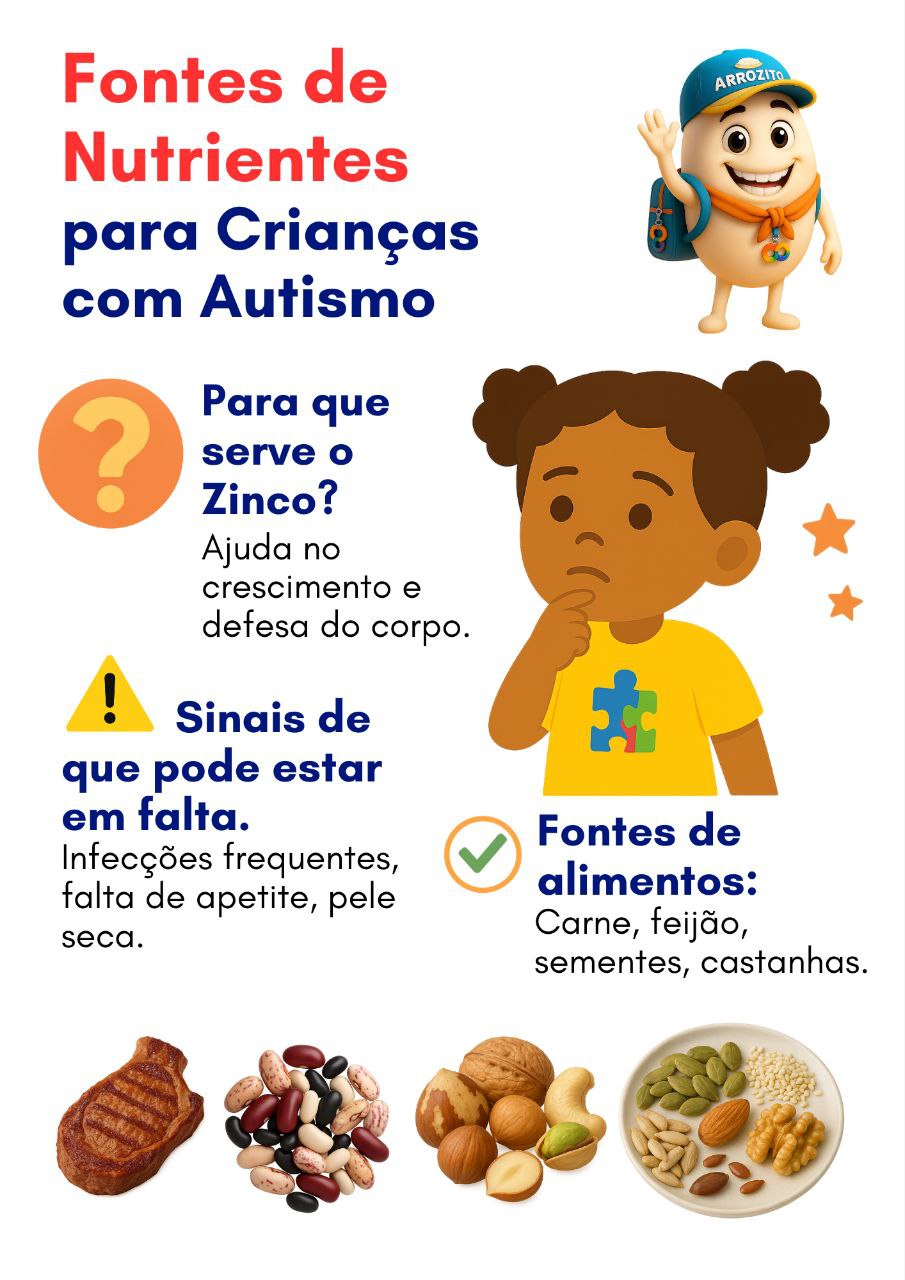 Fontes de
Nutrientes
para Crianças
com Autismo
ARROZITO
Para que
serve o
Zinco?
Ajuda no
crescimento e
defesa do corpo.
Sinais de
que pode estar
em falta.
Infecções frequentes,
falta de apetite, pele
seca.
Fontes de
alimentos:
Carne, feijão,
sementes, castanhas.